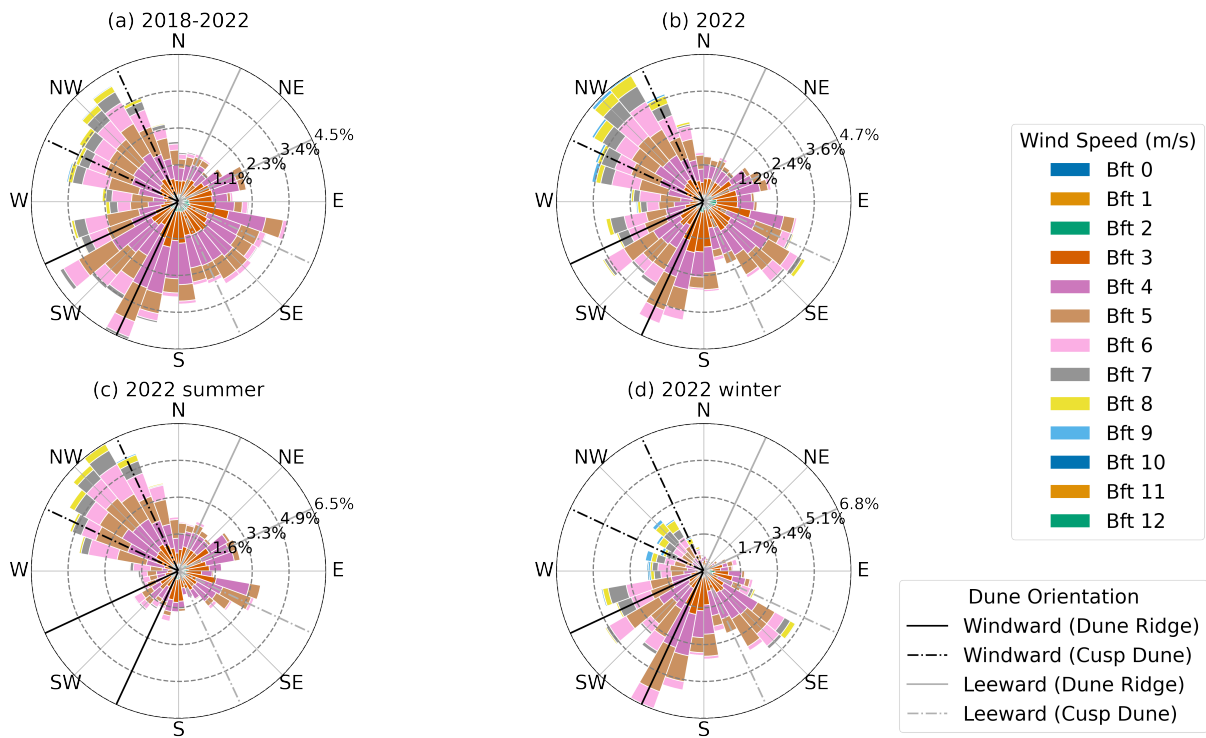 (a) 2018-2022
N
NW
NE
4.5%
3.4%
2.3%
1.1%
W
E
SW
SE
S
(b) 2022
N
NW
NE
4.7%
3.6%
2.4%
1.2%
W
E
SW
SE
S
(c) 2022 summer
N
NW
NE
6.5%
4.9%
3.3%
1.6%
W
E
SW
SE
S
(d) 2022 winter
N
NW
NE
6.8%
5.1%
3.4%
1.7%
W
E
SW
SE
S
Wind Speed (m/s)
Bft 0
Bft 1
Bft 2
Bft 3
Bft 4
Bft 5
Bft 6
Bft 7
Bft 8
Bft 9
Bft 10
Bft 11
Bft 12
Dune Orientation
Windward (Dune Ridge)
Windward (Cusp Dune)
Leeward (Dune Ridge)
Leeward (Cusp Dune)